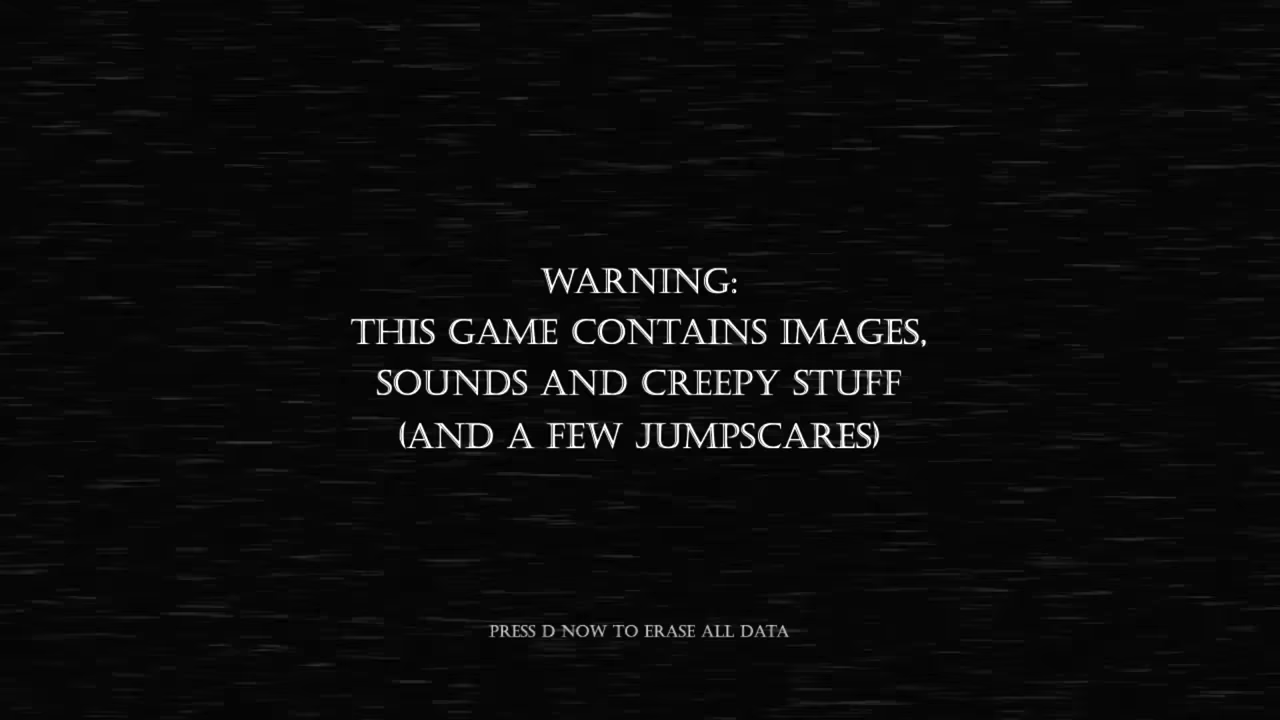 WARNING:
THIS GAME CONTAINS IMAGES,
SOUNDS AND CREEPY STUFF
(AND A FEW JUMPSCARES)
PRESS D NOW TO ERASE ALL DATA